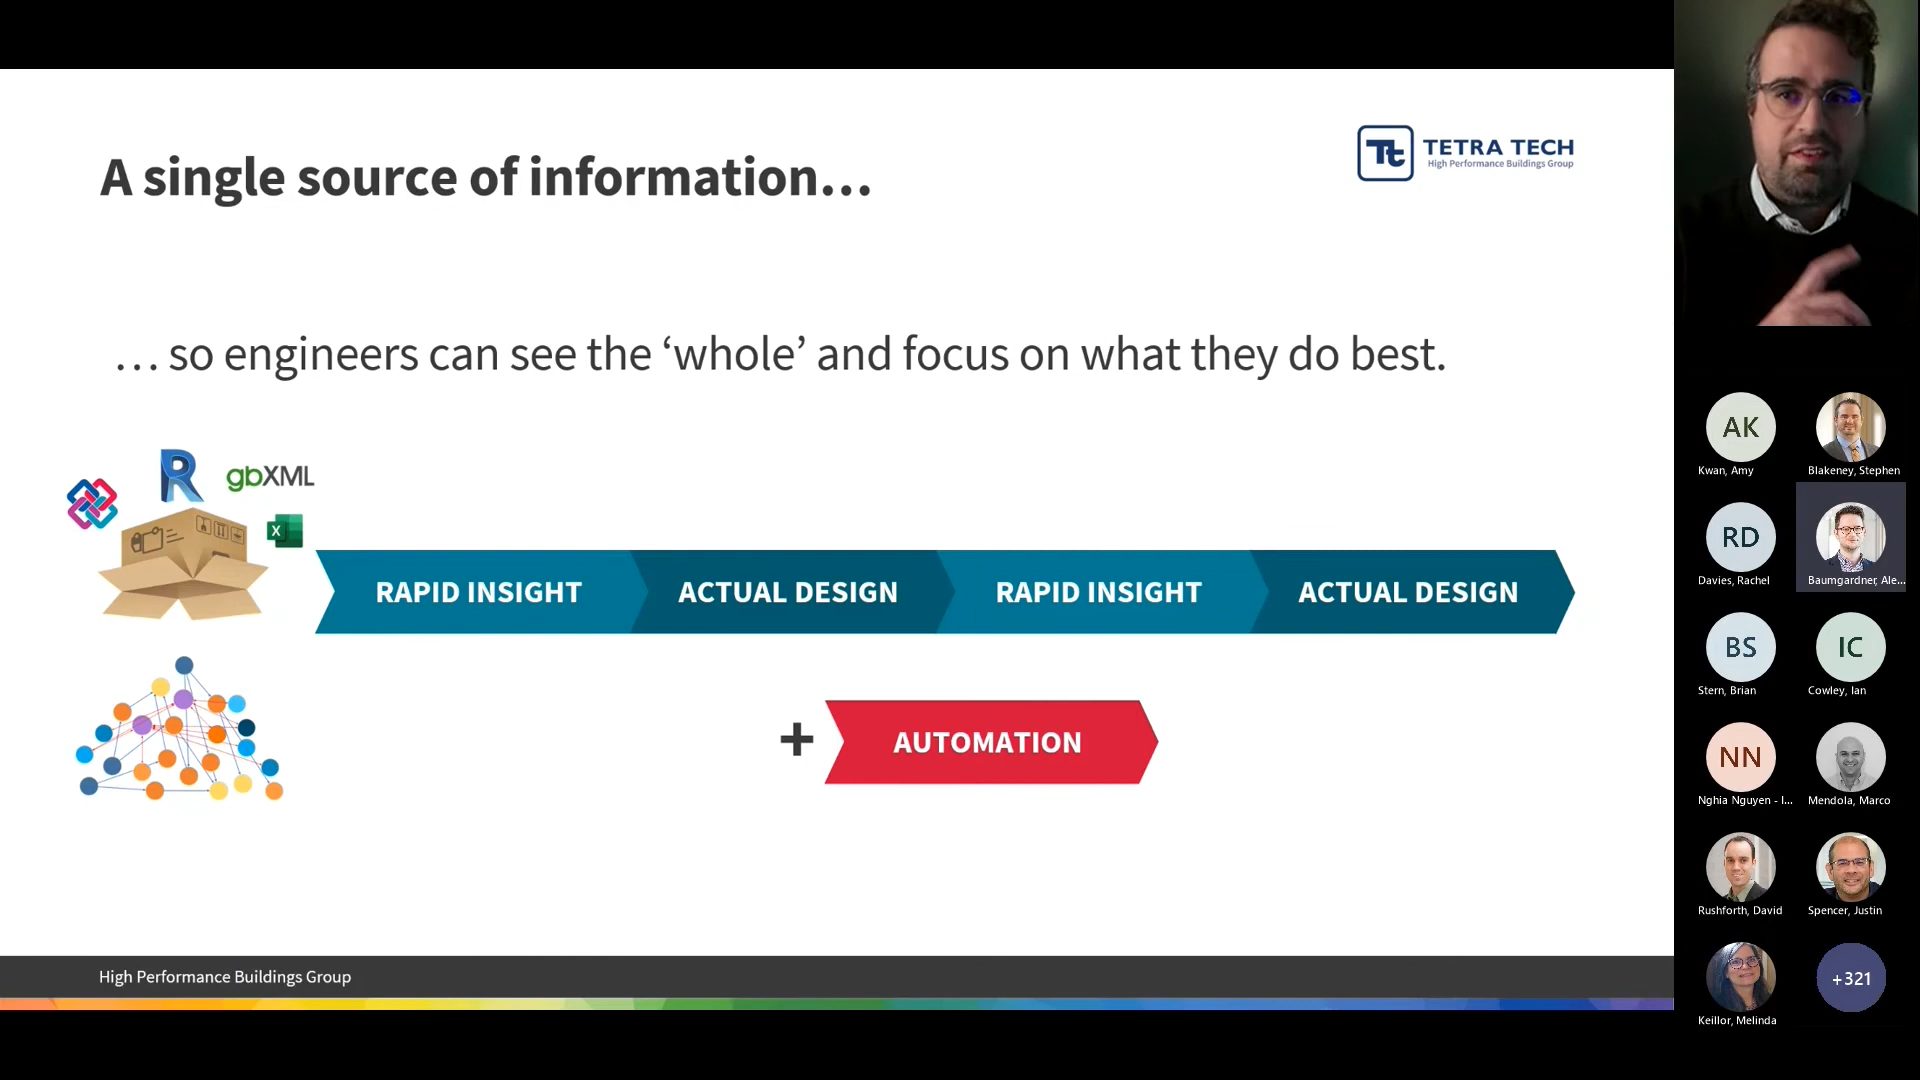 A single source of information…
Tt TETRA TECH
High Performance Buildings Group
… so engineers can see the ‘whole’ and focus on what they do best.
R
gbXML
X
RAPID INSIGHT
ACTUAL DESIGN
RAPID INSIGHT
ACTUAL DESIGN
+
AUTOMATION
High Performance Buildings Group
AK
Kwan, Amy
Blakeney, Stephen
RD
Davies, Rachel
Baumgardner, Ale...
BS
Stern, Brian
IC
Cowley, Ian
NN
Nghia Nguyen - I...
Mendola, Marco
Rushforth, David
Spencer, Justin
Keillor, Melinda
+321